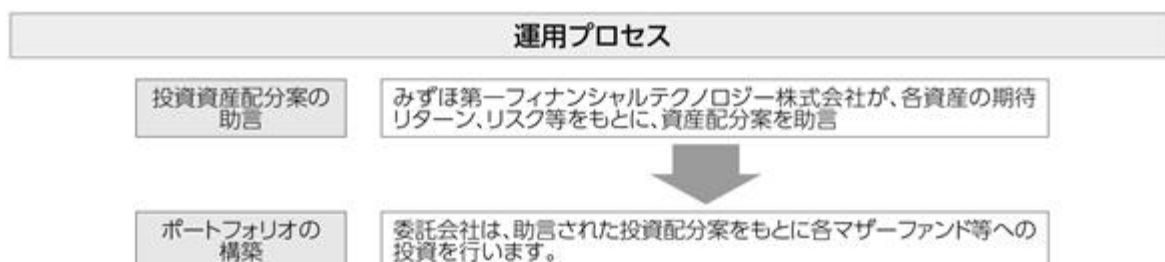 運用プロセス
投資資産配分案の
助言
みずほ第一フィナンシャルテクノロジー株式会社が、各資産の期待
リターン、リスク等をもとに、資産配分案を助言
ポートフォリオの
構築
委託会社は、助言された投資配分案をもとに各マザーファンド等への
投資を行います。